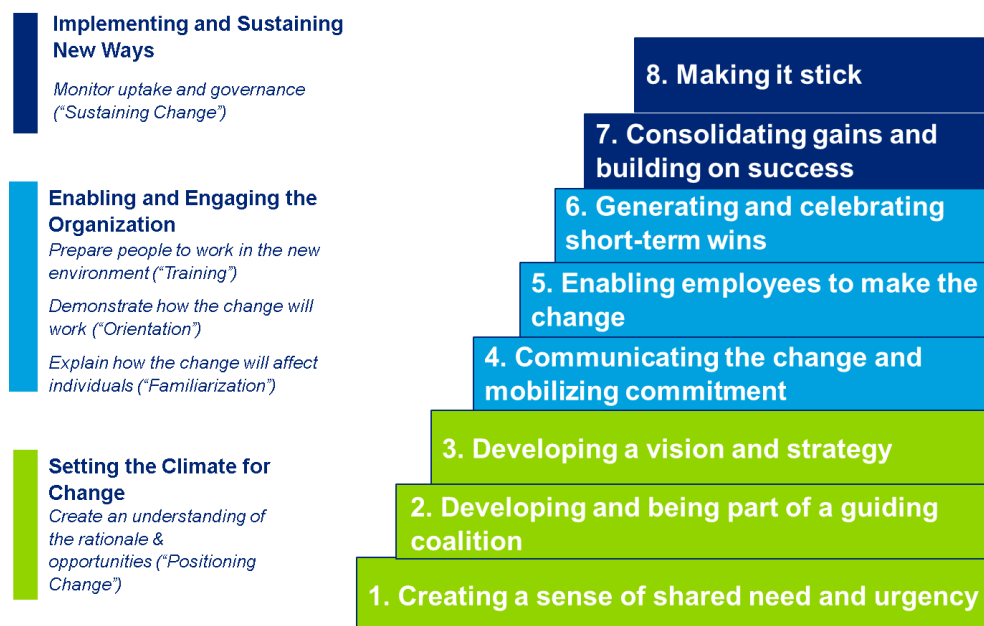 Implementing and Sustaining
New Ways
Monitor uptake and governance
(“Sustaining Change”)
Enabling and Engaging the
Organization
Prepare people to work in the new
environment (“Training”)
Demonstrate how the change will
work (“Orientation”)
Explain how the change will affect
individuals (“Familiarization”)
Setting the Climate for
Change
Create an understanding of
the rationale &
opportunities (“Positioning
Change”)
8. Making it stick
7. Consolidating gains and
building on success
6. Generating and celebrating
short-term wins
5. Enabling employees to make the
change
4. Communicating the change and
mobilizing commitment
3. Developing a vision and strategy
2. Developing and being part of a guiding
coalition
1. Creating a sense of shared need and urgency